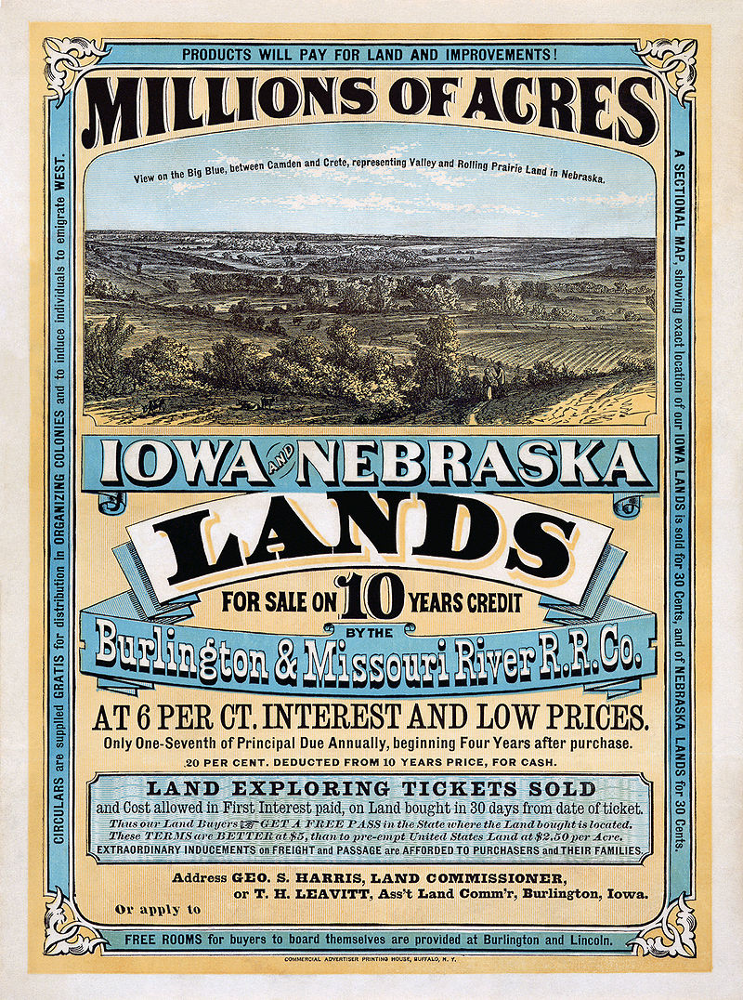 PRODUCTS WILL PAY FOR LAND AND IMPROVEMENTS!
MILLIONS OF ACRES
View on the Big Blue, between Camden and Crete, representing Valley and Rolling Prairie Land in Nebraska.
CIRCULARS are supplied GRATIS for distribution in ORGANIZING COLONIES and to induce individuals to emigrate WEST.
A SECTIONAL MAP, showing exact location of our IOWA LANDS is sold for 30 Cents, and of NEBRASKA LANDS for 30 Cents.
IOWA AND NEBRASKA
LANDS
FOR SALE ON 10 YEARS CREDIT
BY THE
Burlington & Missouri River R.R.Co.
AT 6 PER CT. INTEREST AND LOW PRICES.
Only One-Seventh of Principal Due Annually, beginning Four Years after purchase.
20 PER CENT. DEDUCTED FROM 10 YEARS PRICE, FOR CASH.
LAND EXPLORING TICKETS SOLD
and Cost allowed in First Interest paid, on Land bought in 30 days from date of ticket.
Thus our Land Buyers ☞ GET A FREE PASS in the State where the Land bought is located.
These TERMS are BETTER at $5, than to pre-empt United States Land at $2.50 per Acre.
EXTRAORDINARY INDUCEMENTS on FREIGHT and PASSAGE are AFFORDED TO PURCHASERS and THEIR FAMILIES.
Address GEO. S. HARRIS, LAND COMMISSIONER,
or T. H. LEAVITT, Ass't Land Comm'r, Burlington, Iowa.
Or apply to
FREE ROOMS for buyers to board themselves are provided at Burlington and Lincoln.
COMMERCIAL ADVERTISER PRINTING HOUSE, BUFFALO, N. Y.